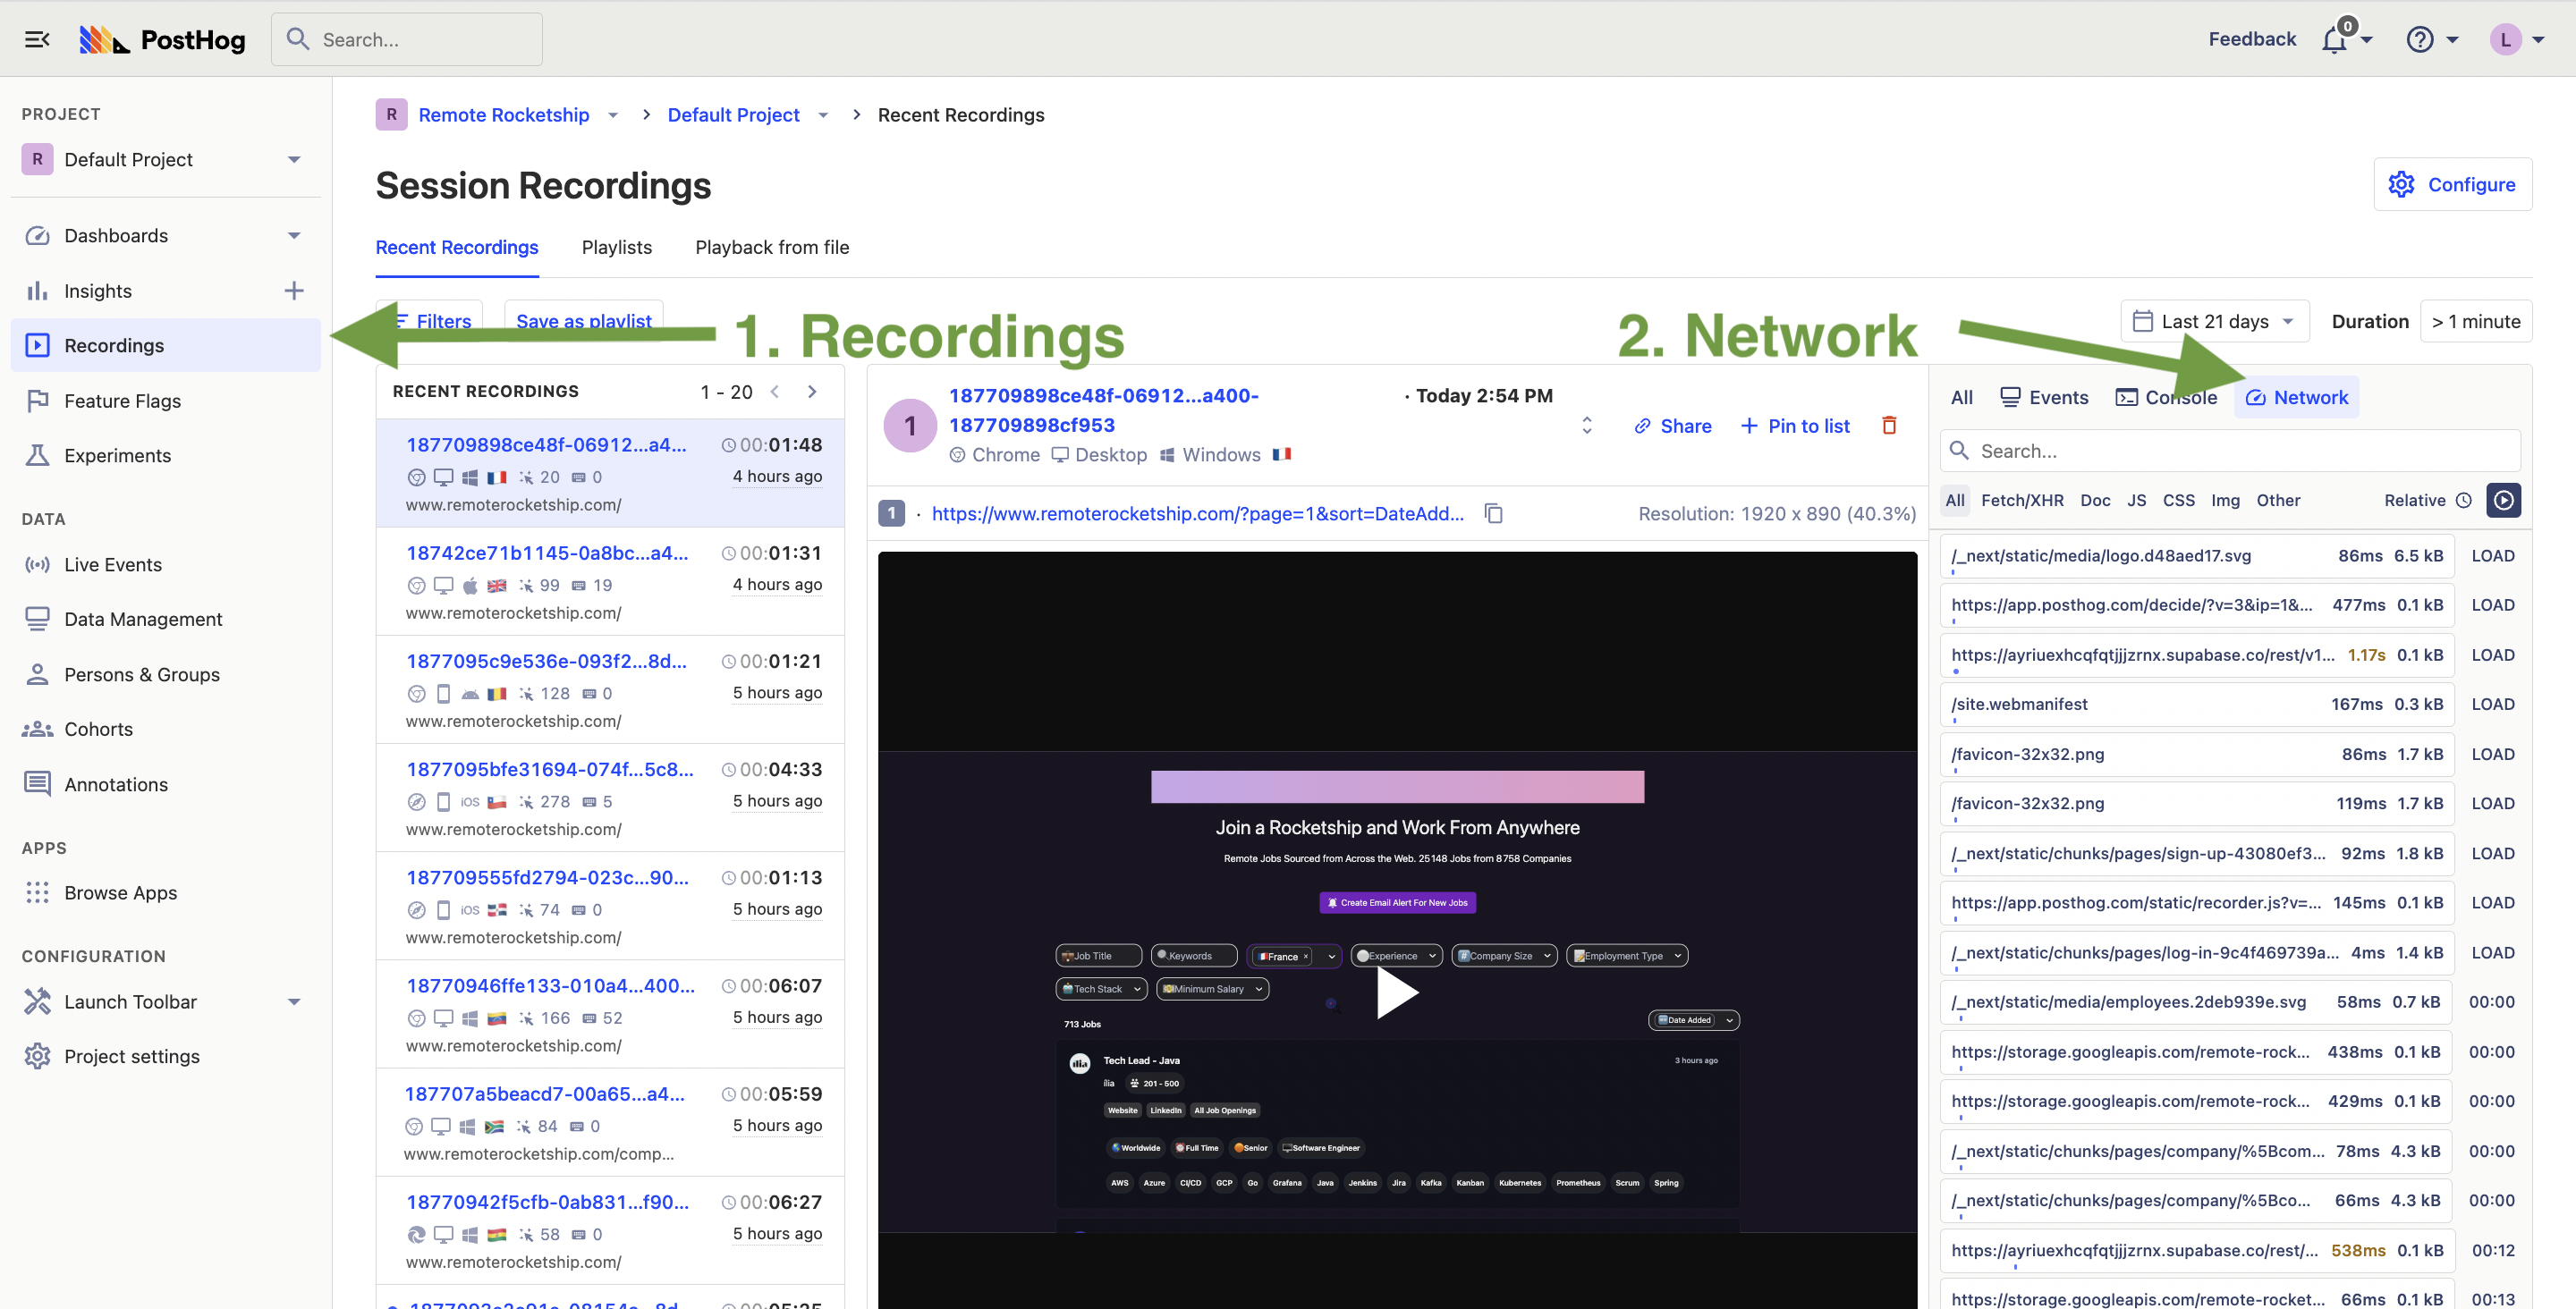 PostHog
Search...
Feedback
0
L
PROJECT
R Default Project
Dashboards
Insights
Recordings
Feature Flags
Experiments
DATA
Live Events
Data Management
Persons & Groups
Cohorts
Annotations
APPS
Browse Apps
CONFIGURATION
Launch Toolbar
Project settings
R Remote Rocketship > Default Project > Recent Recordings
Session Recordings
Configure
Recent Recordings Playlists Playback from file
Filters Save as playlist
1. Recordings
2. Network
Last 21 days Duration > 1 minute
RECENT RECORDINGS 1 - 20
187709898ce48f-06912...a4... 00:01:48
20 0 4 hours ago
www.remoterocketship.com/
18742ce71b1145-0a8bc...a4... 00:01:31
99 19 4 hours ago
www.remoterocketship.com/
1877095c9e536e-093f2...8d... 00:01:21
128 0 5 hours ago
www.remoterocketship.com/
1877095bfe31694-074f...5c8... 00:04:33
iOS 278 5 5 hours ago
www.remoterocketship.com/
187709555fd2794-023c...90... 00:01:13
iOS 74 0 5 hours ago
www.remoterocketship.com/
18770946ffe133-010a4...400... 00:06:07
166 52 5 hours ago
www.remoterocketship.com/
187707a5beacd7-00a65...a4... 00:05:59
84 0 5 hours ago
www.remoterocketship.com/comp...
18770942f5cfb-0ab831...f90... 00:06:27
58 0 5 hours ago
www.remoterocketship.com/
1
187709898ce48f-06912...a400-
187709898cf953
· Today 2:54 PM
Chrome Desktop Windows
Share + Pin to list
1 · https://www.remoterocketship.com/?page=1&sort=DateAdd...
Resolution: 1920 x 890 (40.3%)
Join a Rocketship and Work From Anywhere
Remote Jobs Sourced from Across the Web. 25148 Jobs from 8758 Companies
Create Email Alert For New Jobs
Job Title Keywords France × Experience Company Size Employment Type
Tech Stack Minimum Salary
713 Jobs
Date Added
Tech Lead - Java
3 hours ago
ilia 201 - 500
Website LinkedIn All Job Openings
Worldwide Full Time Senior Software Engineer
AWS Azure CI/CD GCP Go Grafana Java Jenkins Jira Kafka Kanban Kubernetes Prometheus Scrum Spring
All Events Console Network
Search...
All Fetch/XHR Doc JS CSS Img Other Relative
/_next/static/media/logo.d48aed17.svg 86ms 6.5 kB LOAD
https://app.posthog.com/decide/?v=3&ip=1&... 477ms 0.1 kB LOAD
https://ayriuexhcqfqtjjjzrnx.supabase.co/rest/v1... 1.17s 0.1 kB LOAD
/site.webmanifest 167ms 0.3 kB LOAD
/favicon-32x32.png 86ms 1.7 kB LOAD
/favicon-32x32.png 119ms 1.7 kB LOAD
/_next/static/chunks/pages/sign-up-43080ef3... 92ms 1.8 kB LOAD
https://app.posthog.com/static/recorder.js?v=... 145ms 0.1 kB LOAD
/_next/static/chunks/pages/log-in-9c4f469739a... 4ms 1.4 kB LOAD
/_next/static/media/employees.2deb939e.svg 58ms 0.7 kB 00:00
https://storage.googleapis.com/remote-rock... 438ms 0.1 kB 00:00
https://storage.googleapis.com/remote-rock... 429ms 0.1 kB 00:00
/_next/static/chunks/pages/company/%5Bcom... 78ms 4.3 kB 00:00
/_next/static/chunks/pages/company/%5Bco... 66ms 4.3 kB 00:00
https://ayriuexhcqfqtjjjzrnx.supabase.co/rest/... 538ms 0.1 kB 00:12
https://storage.googleapis.com/remote-rocket... 66ms 0.1 kB 00:13